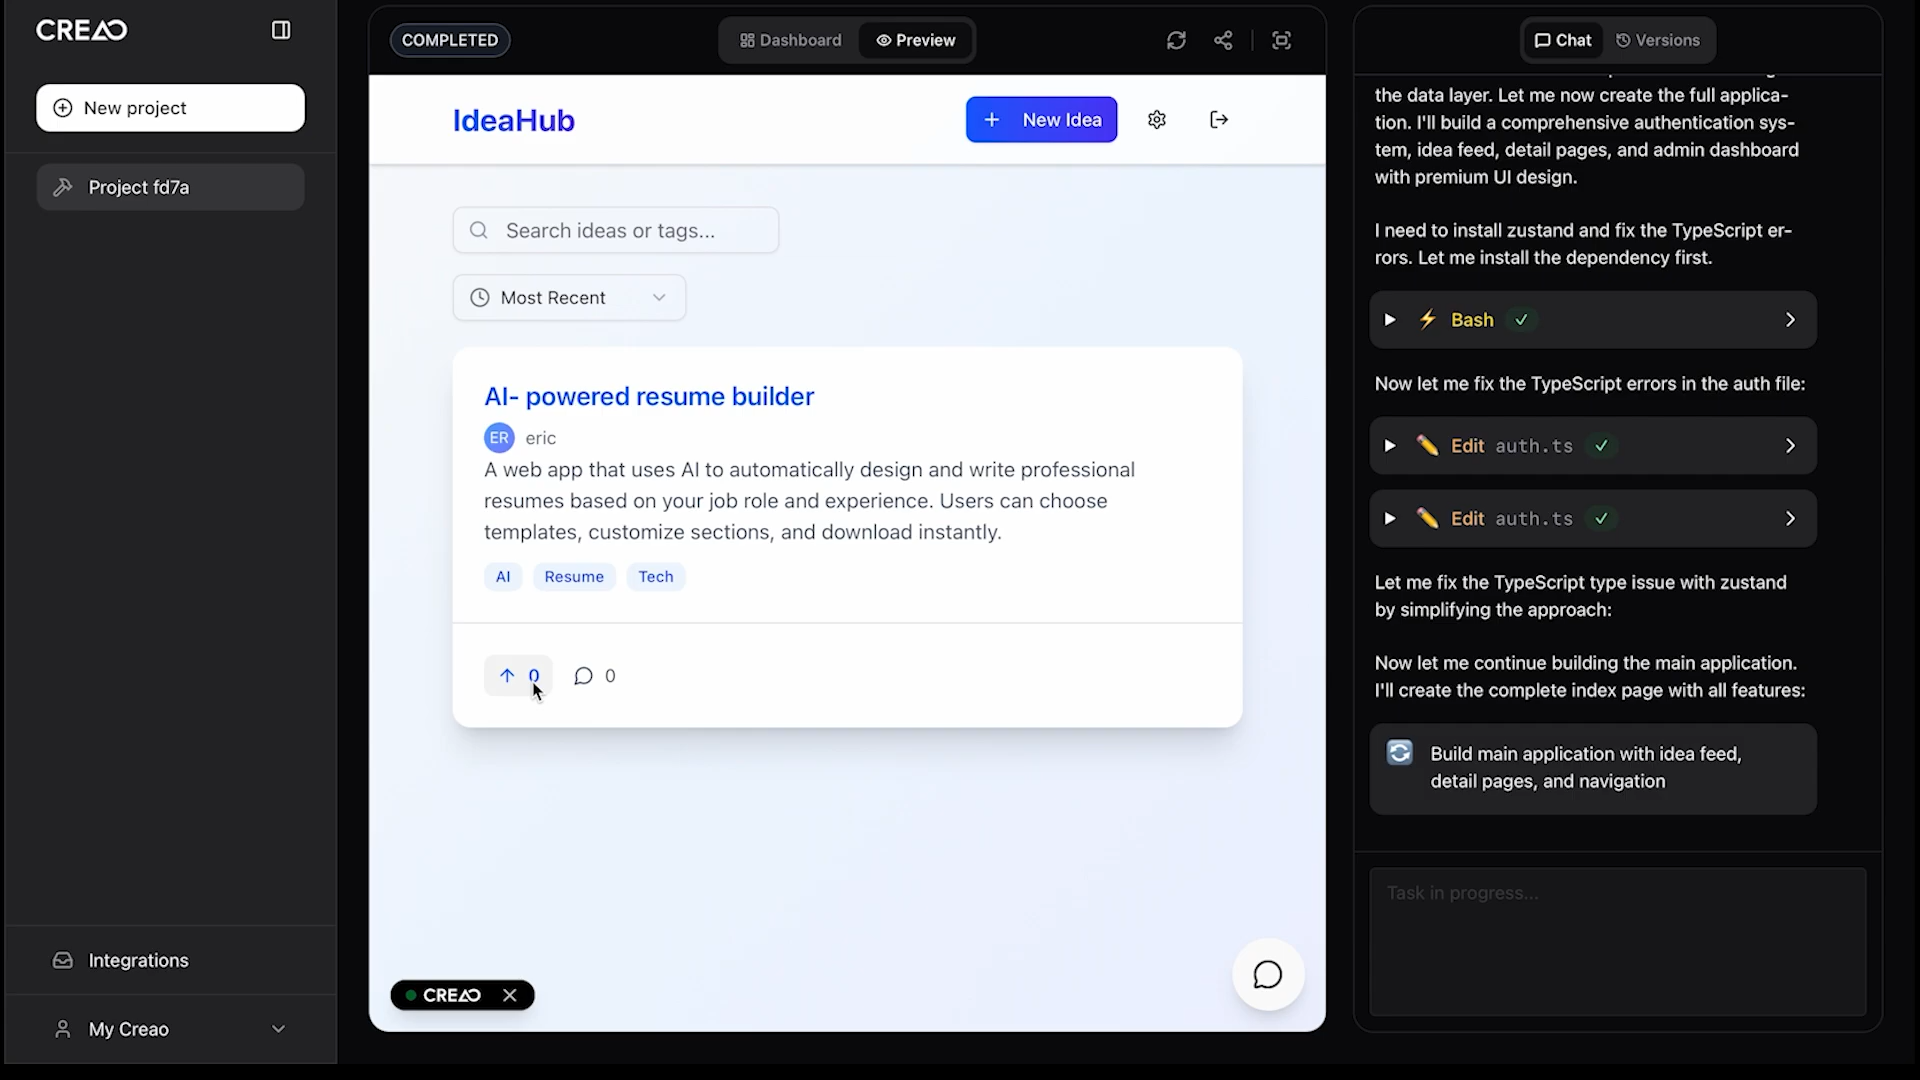 CREAO
New project
Project fd7a
Integrations
My Creao
COMPLETED
Dashboard
Preview
IdeaHub
+ New Idea
Search ideas or tags...
Most Recent
AI- powered resume builder
ER eric
A web app that uses AI to automatically design and write professional
resumes based on your job role and experience. Users can choose
templates, customize sections, and download instantly.
AI
Resume
Tech
0
0
CREAO
Chat
Versions
the data layer. Let me now create the full applica-
tion. I'll build a comprehensive authentication sys-
tem, idea feed, detail pages, and admin dashboard
with premium UI design.
I need to install zustand and fix the TypeScript er-
rors. Let me install the dependency first.
Bash
Now let me fix the TypeScript errors in the auth file:
Edit auth.ts
Edit auth.ts
Let me fix the TypeScript type issue with zustand
by simplifying the approach:
Now let me continue building the main application.
I'll create the complete index page with all features:
Build main application with idea feed,
detail pages, and navigation
Task in progress...